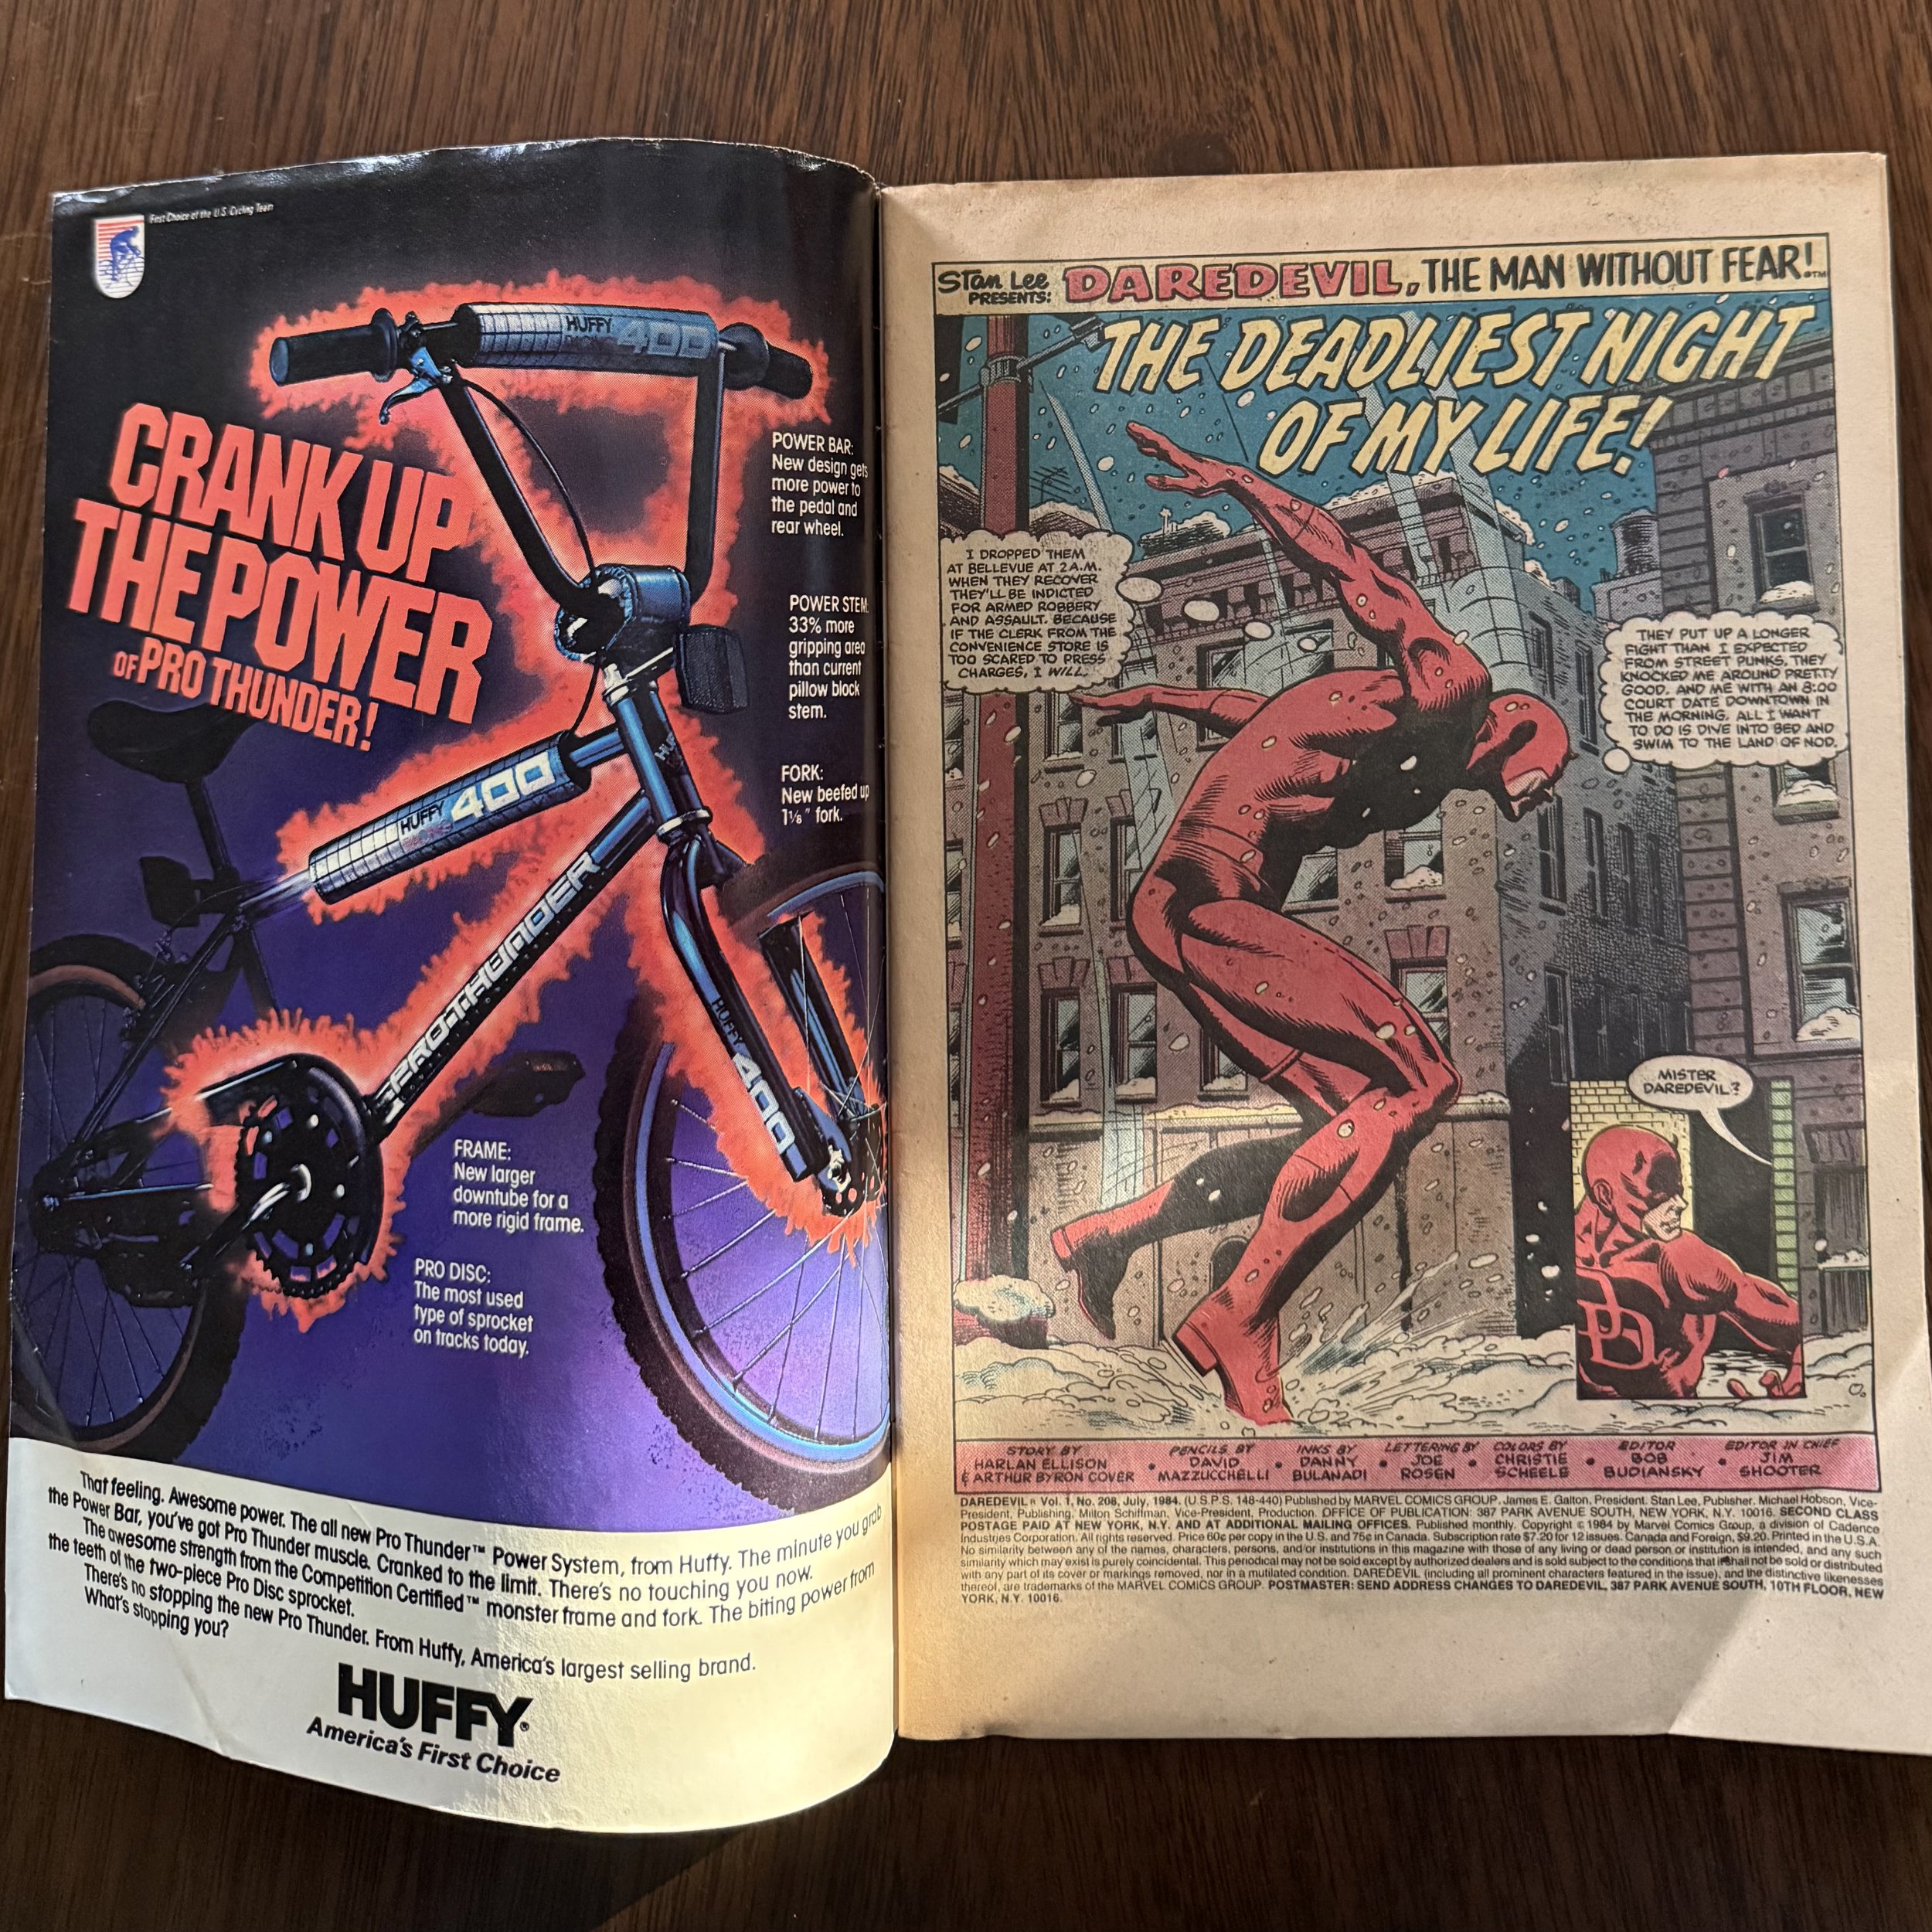 First Choice of the U.S. Cycling Team
HUFFY
400
CRANK UP
THE POWER
OF PRO THUNDER!
POWER BAR:
New design gets
more power to
the pedal and
rear wheel.
POWER STEM:
33% more
gripping area
than current
pillow block
stem.
FORK:
New beefed up
1⅛" fork.
HUFFY
400
PRO-THUNDER
HUFFY
400
FRAME:
New larger
downtube for a
more rigid frame.
PRO DISC:
The most used
type of sprocket
on tracks today.
That feeling. Awesome power. The all new Pro Thunder™ Power System, from Huffy. The minute you grab
the Power Bar, you've got Pro Thunder muscle. Cranked to the limit. There's no touching you now.
The awesome strength from the Competition Certified™ monster frame and fork. The biting power from
the teeth of the two-piece Pro Disc sprocket.
There's no stopping the new Pro Thunder. From Huffy, America's largest selling brand.
What's stopping you?
HUFFY®
America's First Choice
Stan Lee
PRESENTS: DAREDEVIL, THE MAN WITHOUT FEAR!™
THE DEADLIEST NIGHT
OF MY LIFE!
I DROPPED THEM
AT BELLEVUE AT 2 A.M.
WHEN THEY RECOVER
THEY'LL BE INDICTED
FOR ARMED ROBBERY
AND ASSAULT. BECAUSE
IF THE CLERK FROM THE
CONVENIENCE STORE IS
TOO SCARED TO PRESS
CHARGES, I WILL.
THEY PUT UP A LONGER
FIGHT THAN I EXPECTED
FROM STREET PUNKS. THEY
KNOCKED ME AROUND PRETTY
GOOD. AND ME WITH AN 8:00
COURT DATE DOWNTOWN IN
THE MORNING. ALL I WANT
TO DO IS DIVE INTO BED AND
SWIM TO THE LAND OF NOD.
MISTER
DAREDEVIL?
DD
STORY BY
HARLAN ELLISON
& ARTHUR BYRON COVER
PENCILS BY
DAVID
MAZZUCCHELLI
INKS BY
DANNY
BULANADI
LETTERING BY
JOE
ROSEN
COLORS BY
CHRISTIE
SCHEELE
EDITOR
BOB
BUDIANSKY
EDITOR IN CHIEF
JIM
SHOOTER
DAREDEVIL® Vol. 1, No. 208, July, 1984. (U.S.P.S. 148-440) Published by MARVEL COMICS GROUP. James E. Galton, President. Stan Lee, Publisher. Michael Hobson, Vice-
President, Publishing. Milton Schiffman, Vice-President, Production. OFFICE OF PUBLICATION: 387 PARK AVENUE SOUTH, NEW YORK, N.Y. 10016. SECOND CLASS
POSTAGE PAID AT NEW YORK, N.Y. AND AT ADDITIONAL MAILING OFFICES. Published monthly. Copyright © 1984 by Marvel Comics Group, a division of Cadence
Industries Corporation. All rights reserved. Price 60¢ per copy in the U.S. and 75¢ in Canada. Subscription rate $7.20 for 12 issues. Canada and Foreign, $9.20. Printed in the U.S.A.
No similarity between any of the names, characters, persons, and/or institutions in this magazine with those of any living or dead person or institution is intended, and any such
similarity which may exist is purely coincidental. This periodical may not be sold except by authorized dealers and is sold subject to the conditions that it shall not be sold or distributed
with any part of its cover or markings removed, nor in a mutilated condition. DAREDEVIL (including all prominent characters featured in the issue), and the distinctive likenesses
thereof, are trademarks of the MARVEL COMICS GROUP. POSTMASTER: SEND ADDRESS CHANGES TO DAREDEVIL, 387 PARK AVENUE SOUTH, 10TH FLOOR, NEW
YORK, N.Y. 10016.